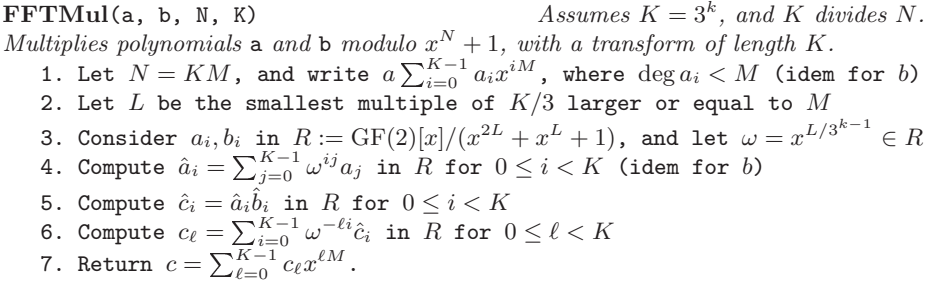 FFTMul(a, b, N, K) Assumes K = 3^k, and K divides N.
Multiplies polynomials a and b modulo x^N + 1, with a transform of length K.
1. Let N = KM, and write a ∑_{i=0}^{K−1} a_i x^{iM}, where deg a_i < M (idem for b)
2. Let L be the smallest multiple of K/3 larger or equal to M
3. Consider a_i, b_i in R := GF(2)[x]/(x^{2L} + x^L + 1), and let ω = x^{L/3^{k−1}} ∈ R
4. Compute â_i = ∑_{j=0}^{K−1} ω^{ij} a_j in R for 0 ≤ i < K (idem for b)
5. Compute ĉ_i = â_i b̂_i in R for 0 ≤ i < K
6. Compute c_ℓ = ∑_{i=0}^{K−1} ω^{−ℓi} ĉ_i in R for 0 ≤ ℓ < K
7. Return c = ∑_{ℓ=0}^{K−1} c_ℓ x^{ℓM}.